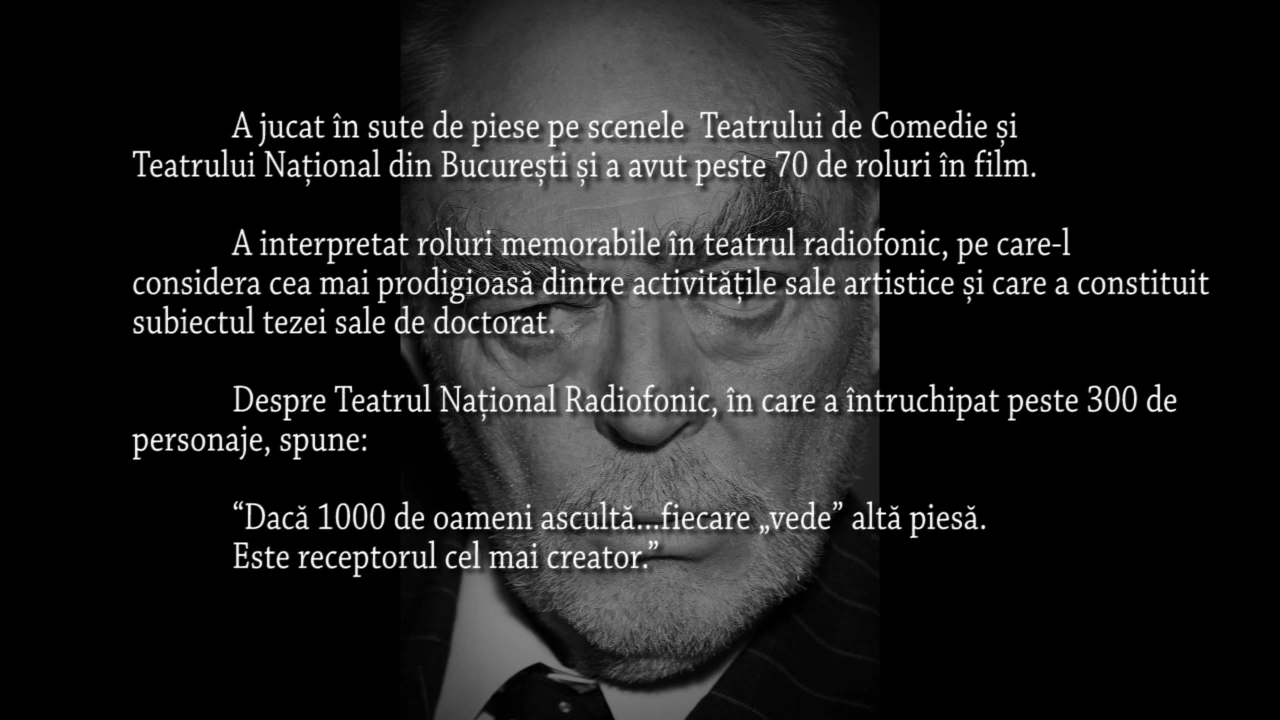 A jucat în sute de piese pe scenele  Teatrului de Comedie și
Teatrului Național din București și a avut peste 70 de roluri în film.
A interpretat roluri memorabile în teatrul radiofonic, pe care-l
considera cea mai prodigioasă dintre activitățile sale artistice și care a constituit
subiectul tezei sale de doctorat.
Despre Teatrul Național Radiofonic, în care a întruchipat peste 300 de
personaje, spune:
“Dacă 1000 de oameni ascultă...fiecare „vede” altă piesă.
Este receptorul cel mai creator.”